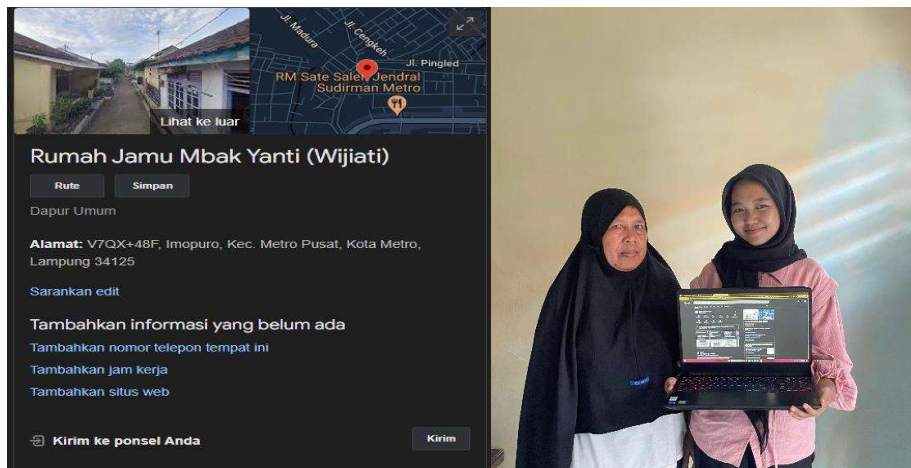 Jl. Madura
Jl. Cengkeh
Jl. Pingled
RM Sate Saleh Jendral
Sudirman Metro
Lihat ke luar
Rumah Jamu Mbak Yanti (Wijiati)
Rute
Simpan
Dapur Umum
Alamat: V7QX+48F, Imopuro, Kec. Metro Pusat, Kota Metro,
Lampung 34125
Sarankan edit
Tambahkan informasi yang belum ada
Tambahkan nomor telepon tempat ini
Tambahkan jam kerja
Tambahkan situs web
Kirim ke ponsel Anda
Kirim